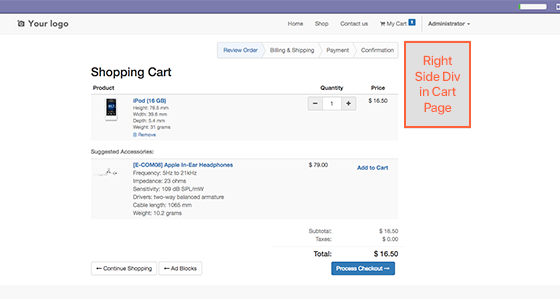 Your logo
Home Shop Contact us My Cart 1 Administrator
Review Order Billing & Shipping Payment Confirmation
Right
Side Div
in Cart
Page
Shopping Cart
Product Quantity Price
iPod [16 GB] − 1 + $ 16.50
Height: 76.5 mm
Width: 39.6 mm
Depth: 5.4 mm
Weight: 31 grams
Remove
Suggested Accessories:
[E-COM08] Apple In-Ear Headphones $ 79.00 Add to Cart
Frequency: 5Hz to 21kHz
Impedance: 23 ohms
Sensitivity: 109 dB SPL/mW
Drivers: two-way balanced armature
Cable length: 1065 mm
Weight: 10.2 grams
Subtotal: $ 16.50
Taxes: $ 0.00
Total: $ 16.50
← Continue Shopping ← Ad Blocks Process Checkout →